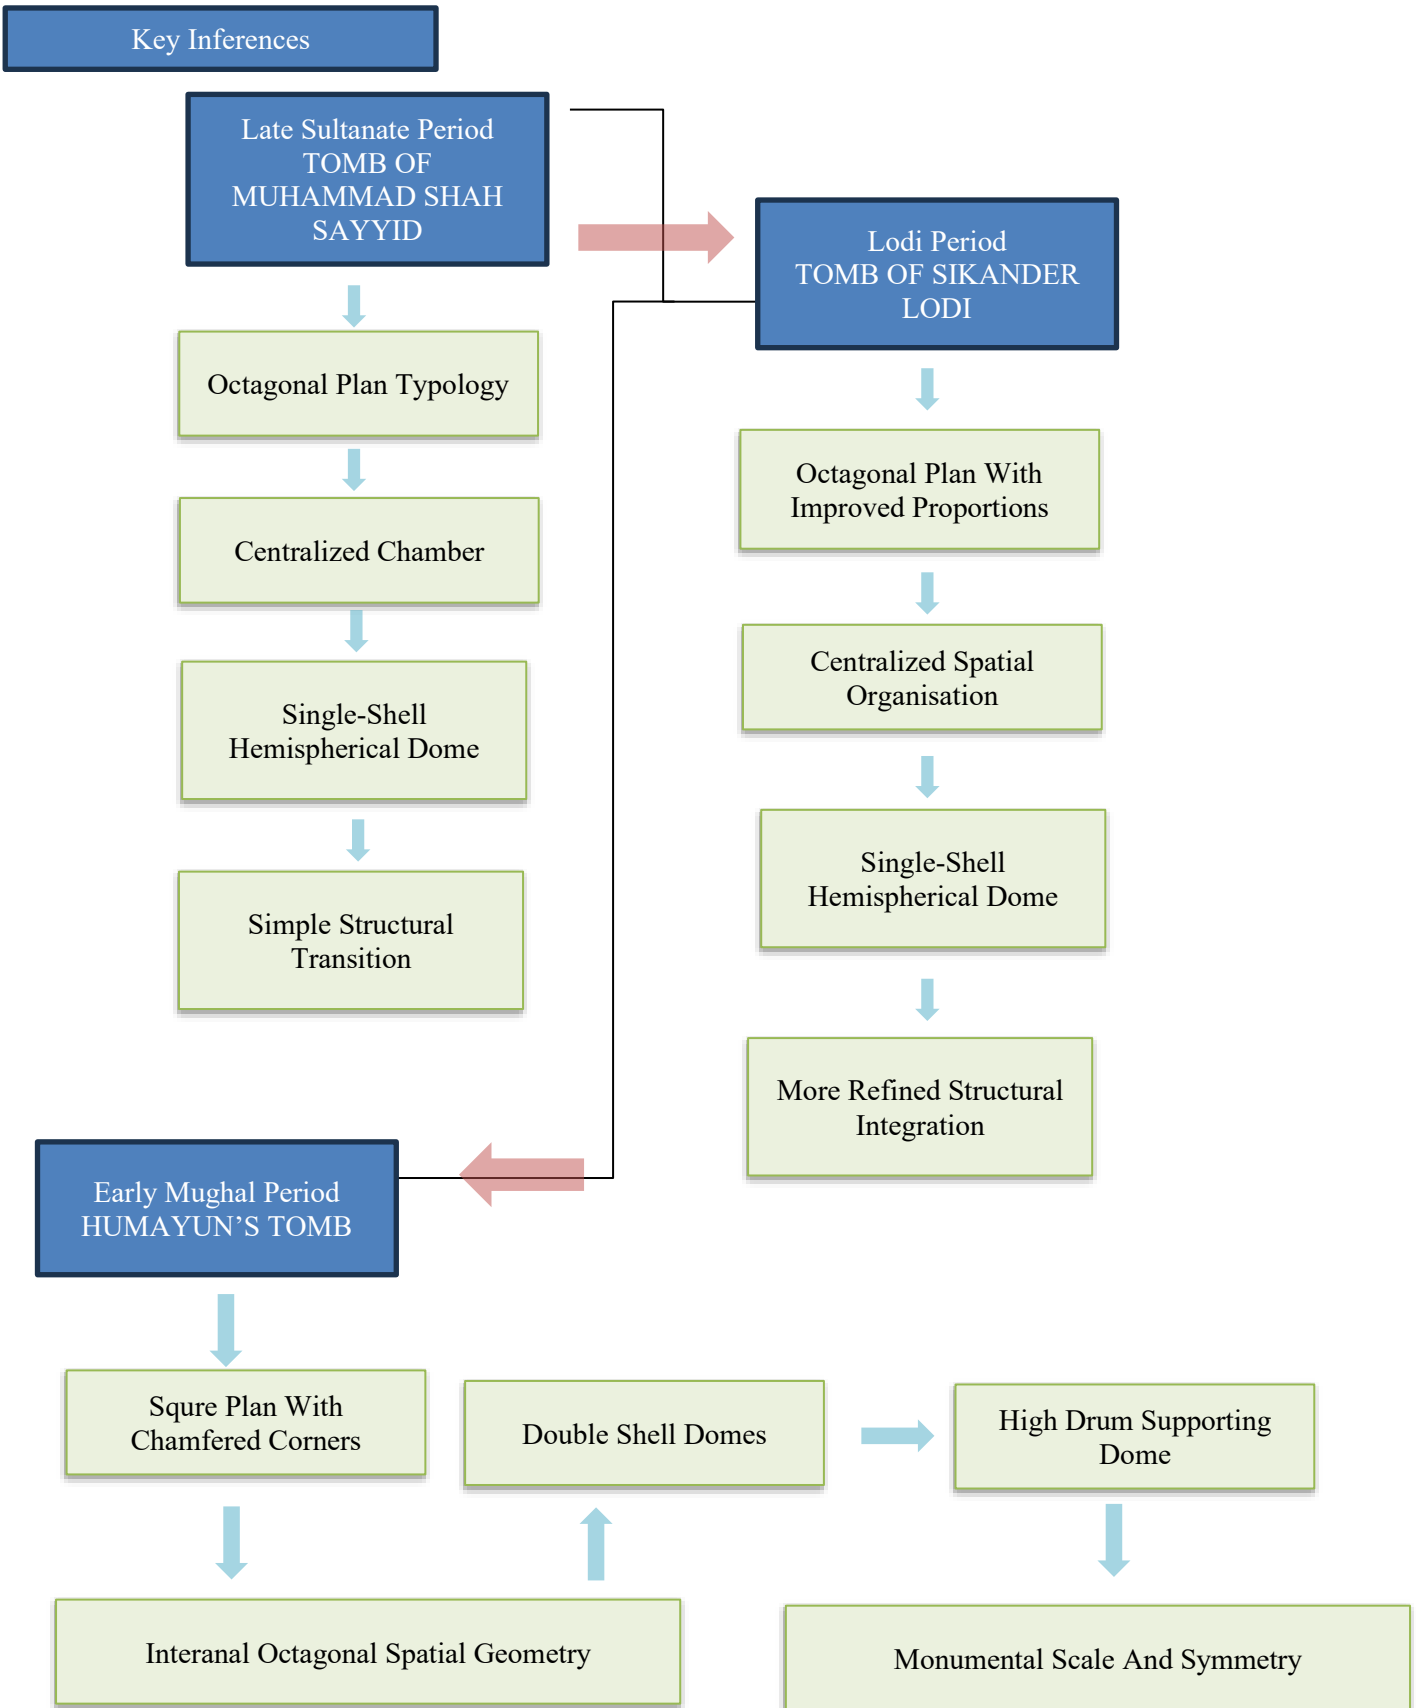 Key Inferences
Late Sultanate Period
TOMB OF
MUHAMMAD SHAH
SAYYID
Octagonal Plan Typology
Centralized Chamber
Single-Shell
Hemispherical Dome
Simple Structural
Transition
Lodi Period
TOMB OF SIKANDER
LODI
Octagonal Plan With
Improved Proportions
Centralized Spatial
Organisation
Single-Shell
Hemispherical Dome
More Refined Structural
Integration
Early Mughal Period
HUMAYUN’S TOMB
Squre Plan With
Chamfered Corners
Interanal Octagonal Spatial Geometry
Double Shell Domes
High Drum Supporting
Dome
Monumental Scale And Symmetry